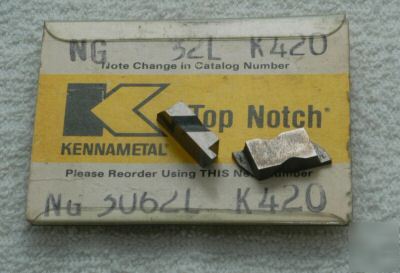 NG 32L K420
Note Change in Catalog Number
Top Notch
KENNAMETAL
Please Reorder Using THIS Number
NG 3062L K420